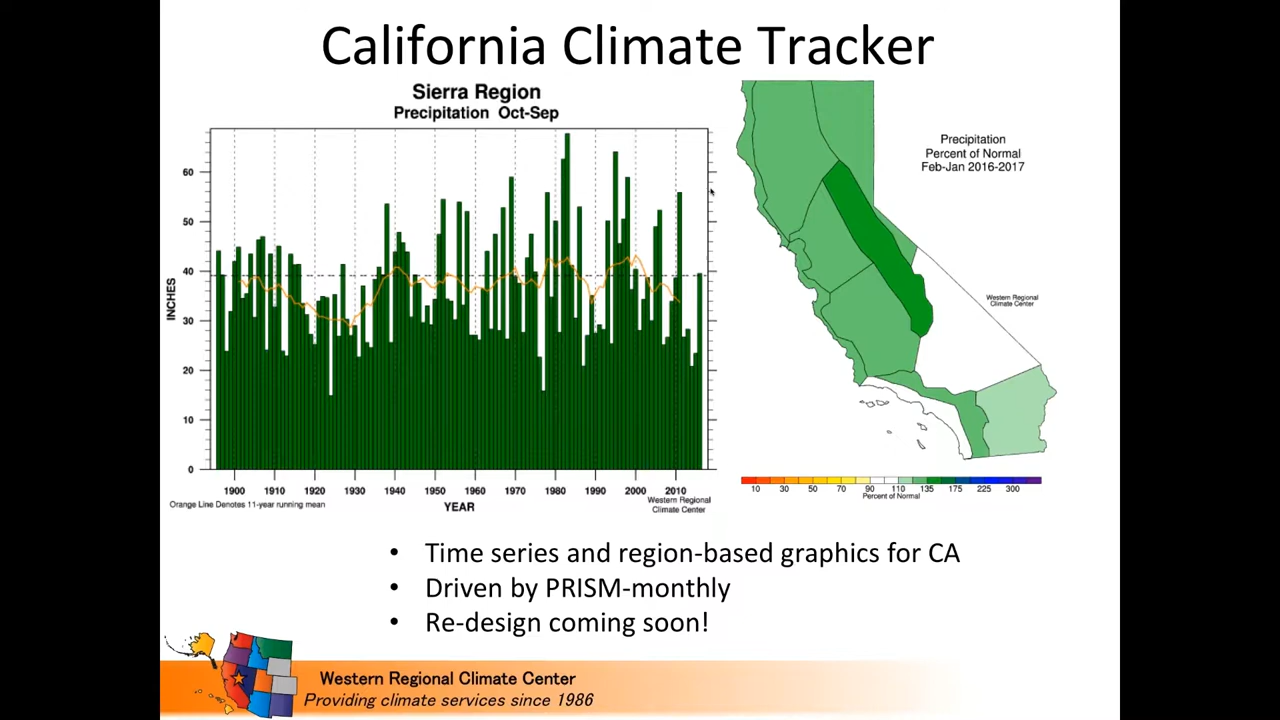 California Climate Tracker
Sierra Region
Precipitation Oct-Sep
60
50
40
30
20
10
0
INCHES
1900 1910 1920 1930 1940 1950 1960 1970 1980 1990 2000 2010
Orange Line Denotes 11-year running mean
YEAR
Western Regional
Climate Center
Precipitation
Percent of Normal
Feb-Jan 2016-2017
Western Regional
Climate Center
10 30 50 70 90 110 135 175 225 300
Percent of Normal
• Time series and region-based graphics for CA
• Driven by PRISM-monthly
• Re-design coming soon!
Western Regional Climate Center
Providing climate services since 1986